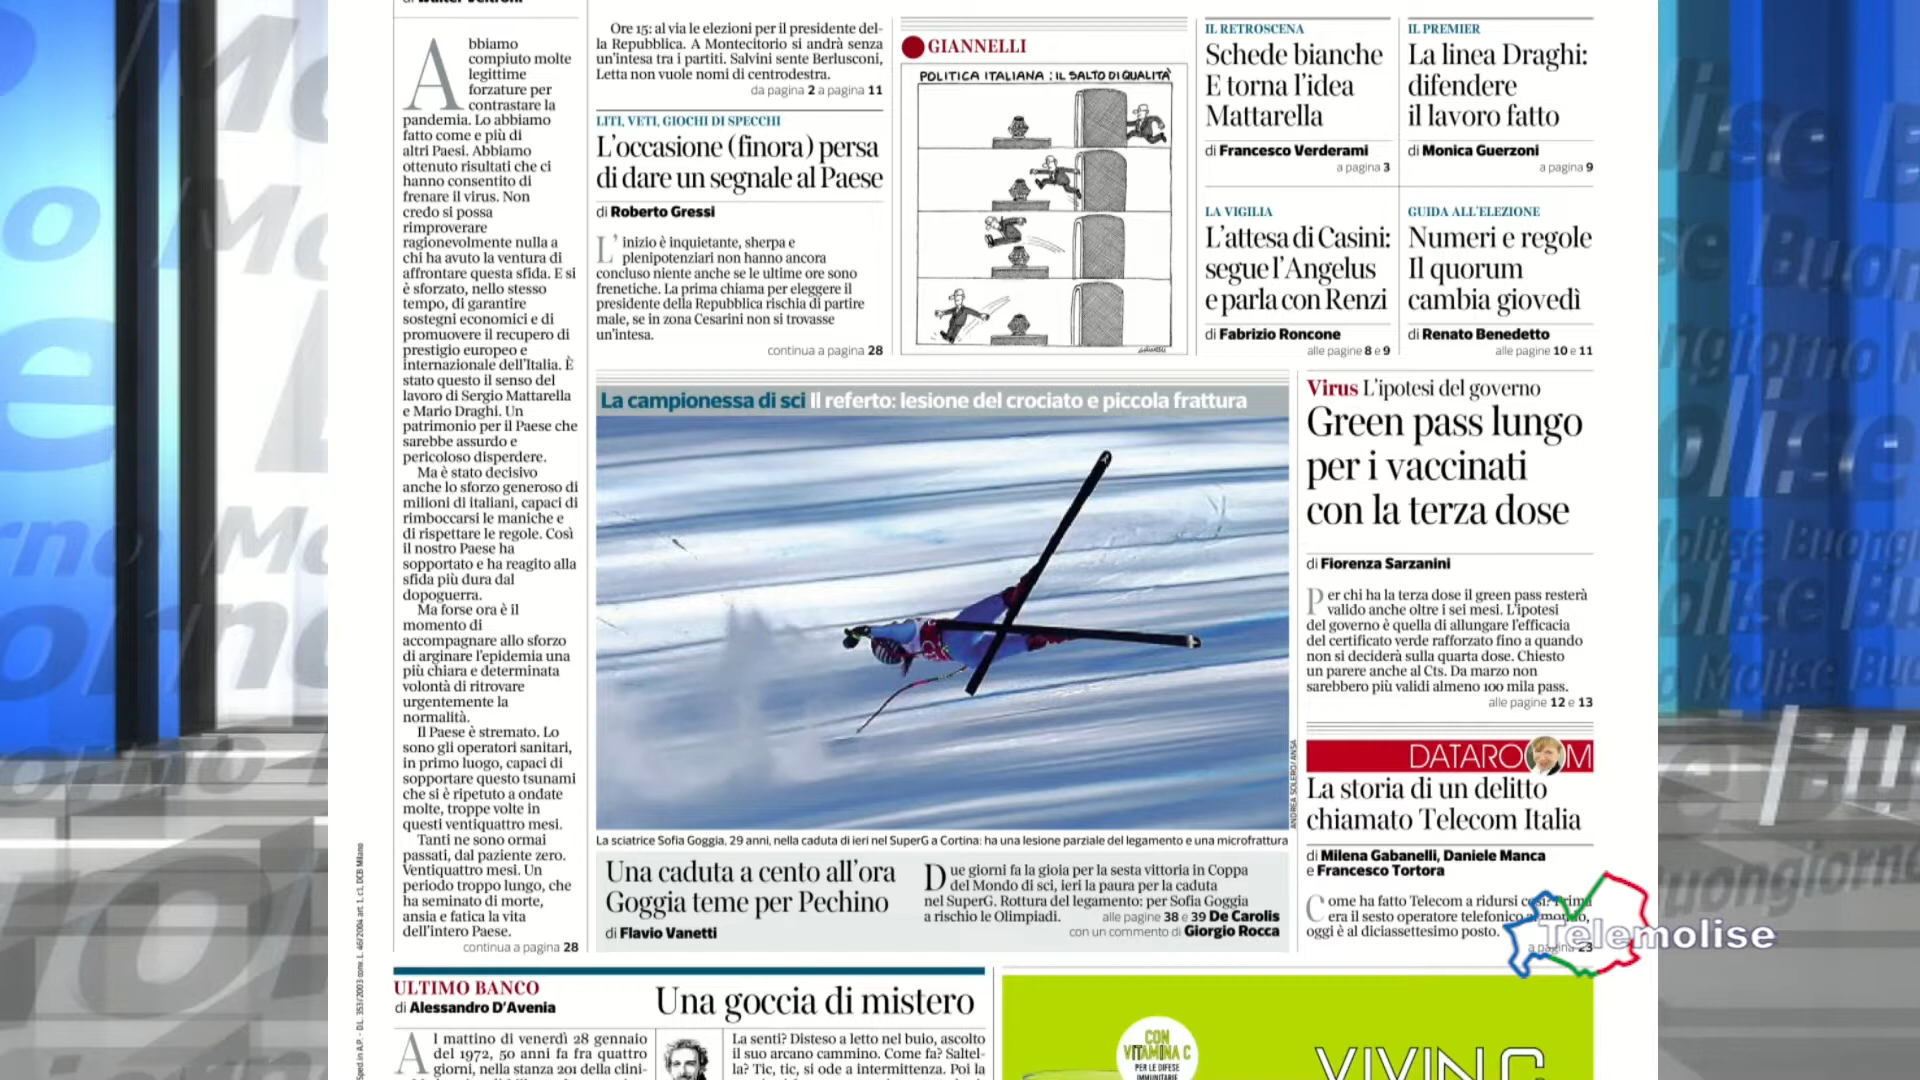 Abbiamo
compiuto molte
legittime
forzature per
contrastare la
pandemia. Lo abbiamo
fatto come e più di
altri Paesi. Abbiamo
ottenuto risultati che ci
hanno consentito di
frenare il virus. Non
credo si possa
rimproverare
ragionevolmente nulla a
chi ha avuto la ventura di
affrontare questa sfida. E si
è sforzato, nello stesso
tempo, di garantire
sostegni economici e di
promuovere il recupero di
prestigio europeo e
internazionale dell'Italia. È
stato questo il senso del
lavoro di Sergio Mattarella
e Mario Draghi. Un
patrimonio per il Paese che
sarebbe assurdo e
pericoloso disperdere.
Ma è stato decisivo
anche lo sforzo generoso di
milioni di italiani, capaci di
rimboccarsi le maniche e
di rispettare le regole. Così
il nostro Paese ha
sopportato e ha reagito alla
sfida più dura dal
dopoguerra.
Ma forse ora è il
momento di
accompagnare allo sforzo
di arginare l'epidemia una
più chiara e determinata
volontà di ritrovare
urgentemente la
normalità.
Il Paese è stremato. Lo
sono gli operatori sanitari,
in primo luogo, capaci di
sopportare questo tsunami
che si è ripetuto a ondate
molte, troppe volte in
questi ventiquattro mesi.
Tanti ne sono ormai
passati, dal paziente zero.
Ventiquattro mesi. Un
periodo troppo lungo, che
ha seminato di morte,
ansia e fatica la vita
dell'intero Paese.
continua a pagina 28
Ore 15: al via le elezioni per il presidente del-
la Repubblica. A Montecitorio si andrà senza
un'intesa tra i partiti. Salvini sente Berlusconi,
Letta non vuole nomi di centrodestra.
da pagina 2 a pagina 11
LITI, VETI, GIOCHI DI SPECCHI
L'occasione (finora) persa
di dare un segnale al Paese
di Roberto Gressi
L'inizio è inquietante, sherpa e
plenipotenziari non hanno ancora
concluso niente anche se le ultime ore sono
frenetiche. La prima chiama per eleggere il
presidente della Repubblica rischia di partire
male, se in zona Cesarini non si trovasse
un'intesa.
continua a pagina 28
GIANNELLI
POLITICA ITALIANA: IL SALTO DI QUALITÀ
IL RETROSCENA
Schede bianche
E torna l'idea
Mattarella
di Francesco Verderami
a pagina 3
IL PREMIER
La linea Draghi:
difendere
il lavoro fatto
di Monica Guerzoni
a pagina 9
LA VIGILIA
L'attesa di Casini:
segue l'Angelus
e parla con Renzi
di Fabrizio Roncone
alle pagine 8 e 9
GUIDA ALL'ELEZIONE
Numeri e regole
Il quorum
cambia giovedì
di Renato Benedetto
alle pagine 10 e 11
La campionessa di sci Il referto: lesione del crociato e piccola frattura
ANDREA SOLERO/ANSA
La sciatrice Sofia Goggia, 29 anni, nella caduta di ieri nel SuperG a Cortina: ha una lesione parziale del legamento e una microfrattura
Una caduta a cento all'ora
Goggia teme per Pechino
di Flavio Vanetti
Due giorni fa la gioia per la sesta vittoria in Coppa
del Mondo di sci, ieri la paura per la caduta
nel SuperG. Rottura del legamento: per Sofia Goggia
a rischio le Olimpiadi. alle pagine 38 e 39 De Carolis
con un commento di Giorgio Rocca
Virus L'ipotesi del governo
Green pass lungo
per i vaccinati
con la terza dose
di Fiorenza Sarzanini
Per chi ha la terza dose il green pass resterà
valido anche oltre i sei mesi. L'ipotesi
del governo è quella di allungare l'efficacia
del certificato verde rafforzato fino a quando
non si deciderà sulla quarta dose. Chiesto
un parere anche al Cts. Da marzo non
sarebbero più validi almeno 100 mila pass.
alle pagine 12 e 13
DATAROOM
La storia di un delitto
chiamato Telecom Italia
di Milena Gabanelli, Daniele Manca
e Francesco Tortora
Come ha fatto Telecom a ridursi così? Prima
era il sesto operatore telefonico al mondo,
oggi è al diciassettesimo posto.
a pagina 23
Telemolise
ULTIMO BANCO
di Alessandro D'Avenia
Una goccia di mistero
Al mattino di venerdì 28 gennaio
del 1972, 50 anni fa fra quattro
giorni, nella stanza 201 della clini-
La senti? Disteso a letto nel buio, ascolto
il suo arcano cammino. Come fa? Saltel-
la? Tic, tic, si ode a intermittenza. Poi la
CON
VITAMINA C
PER LE DIFESE
IMMUNITARIE
VIVIN C